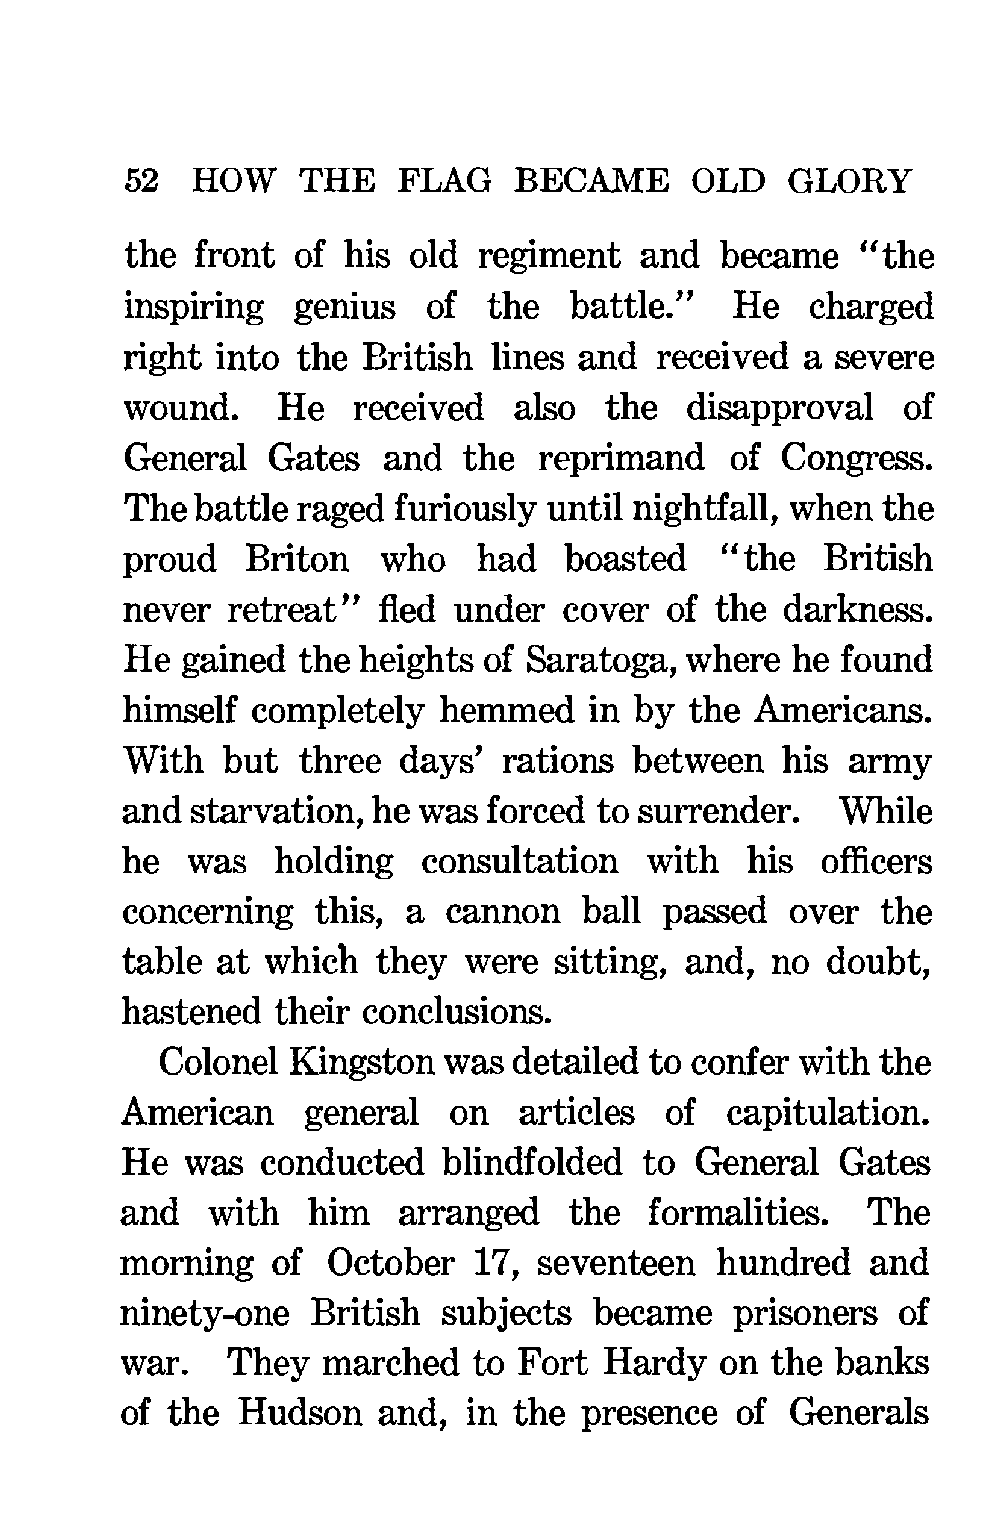 52 HOW THE FLAG BECAME OLD GLORY
the front of his old regiment and became "the
inspiring genius of the battle." He charged
right into the British lines and received a severe
wound. He received also the disapproval of
General Gates and the reprimand of Congress.
The battle raged furiously until nightfall, when the
proud Briton who had boasted "the British
never retreat" fled under cover of the darkness.
He gained the heights of Saratoga, where he found
himself completely hemmed in by the Americans.
With but three days' rations between his army
and starvation, he was forced to surrender. While
he was holding consultation with his officers
concerning this, a cannon ball passed over the
table at which they were sitting, and, no doubt,
hastened their conclusions.
Colonel Kingston was detailed to confer with the
American general on articles of capitulation.
He was conducted blindfolded to General Gates
and with him arranged the formalities. The
morning of October 17, seventeen hundred and
ninety-one British subjects became prisoners of
war. They marched to Fort Hardy on the banks
of the Hudson and, in the presence of Generals